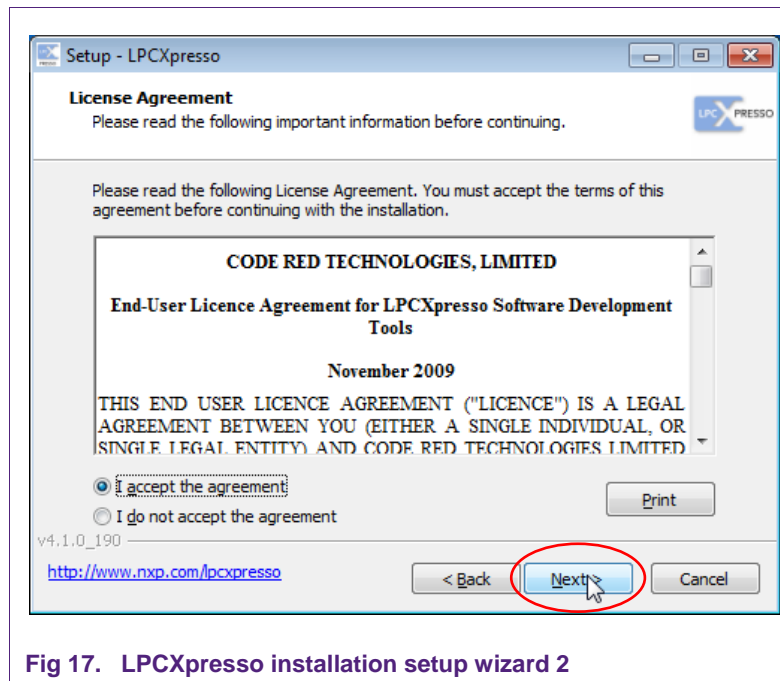 Setup - LPCXpresso
License Agreement
Please read the following important information before continuing.
LPC XPRESSO
Please read the following License Agreement. You must accept the terms of this
agreement before continuing with the installation.
CODE RED TECHNOLOGIES, LIMITED
End-User Licence Agreement for LPCXpresso Software Development
Tools
November 2009
THIS END USER LICENCE AGREEMENT ("LICENCE") IS A LEGAL
AGREEMENT BETWEEN YOU (EITHER A SINGLE INDIVIDUAL, OR
SINGLE LEGAL ENTITY) AND CODE RED TECHNOLOGIES LIMITED
I accept the agreement
Print
I do not accept the agreement
v4.1.0_190
http://www.nxp.com/lpcxpresso
< Back Next > Cancel
Fig 17. LPCXpresso installation setup wizard 2